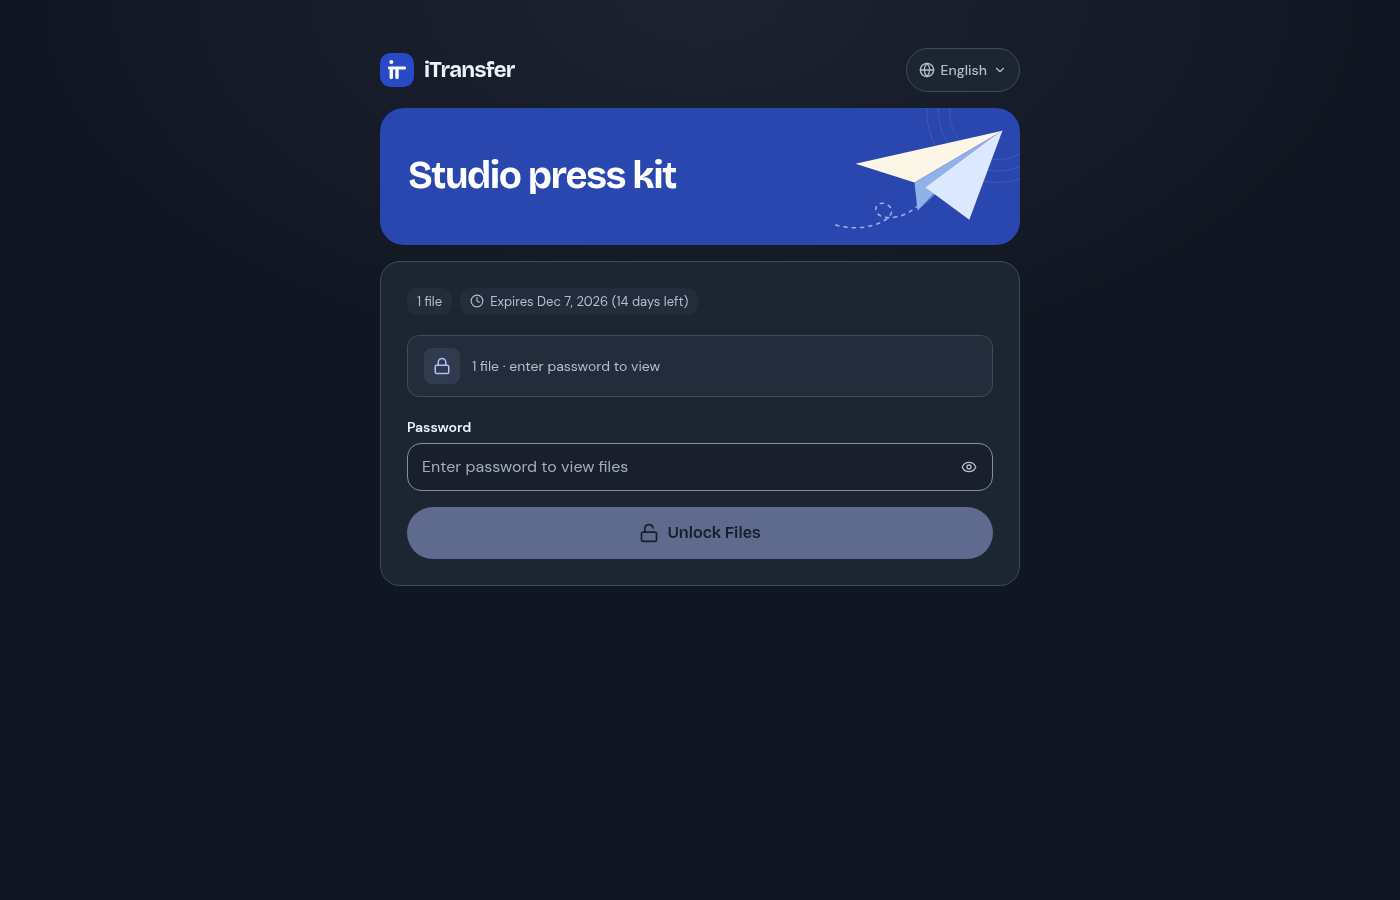 iTransfer
English
Studio press kit
1 file
Expires Dec 7, 2026 (14 days left)
1 file · enter password to view
Password
Enter password to view files
Unlock Files